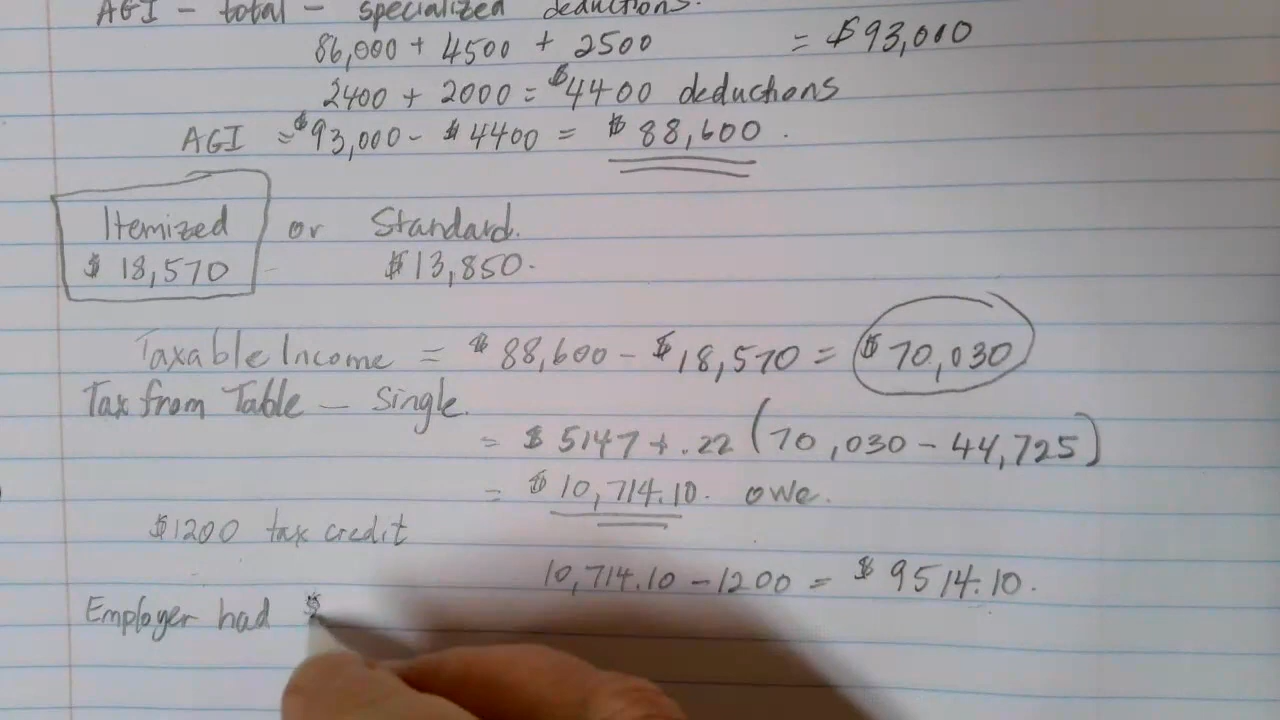 AGI - total - specialized deductions.
86,000 + 4500 + 2500 = $93,000
2400 + 2000 = $4400 deductions
AGI = $93,000 - $4400 = $88,600.
Itemized or Standard.
$18,570 $13,850.
Taxable Income = $88,600 - $18,570 = $70,030
Tax from Table - Single.
= $5147 + .22 (70,030 - 44,725)
= $10,714.10. owe.
$1200 tax credit
10,714.10 - 1200 = $9514.10.
Employer had $